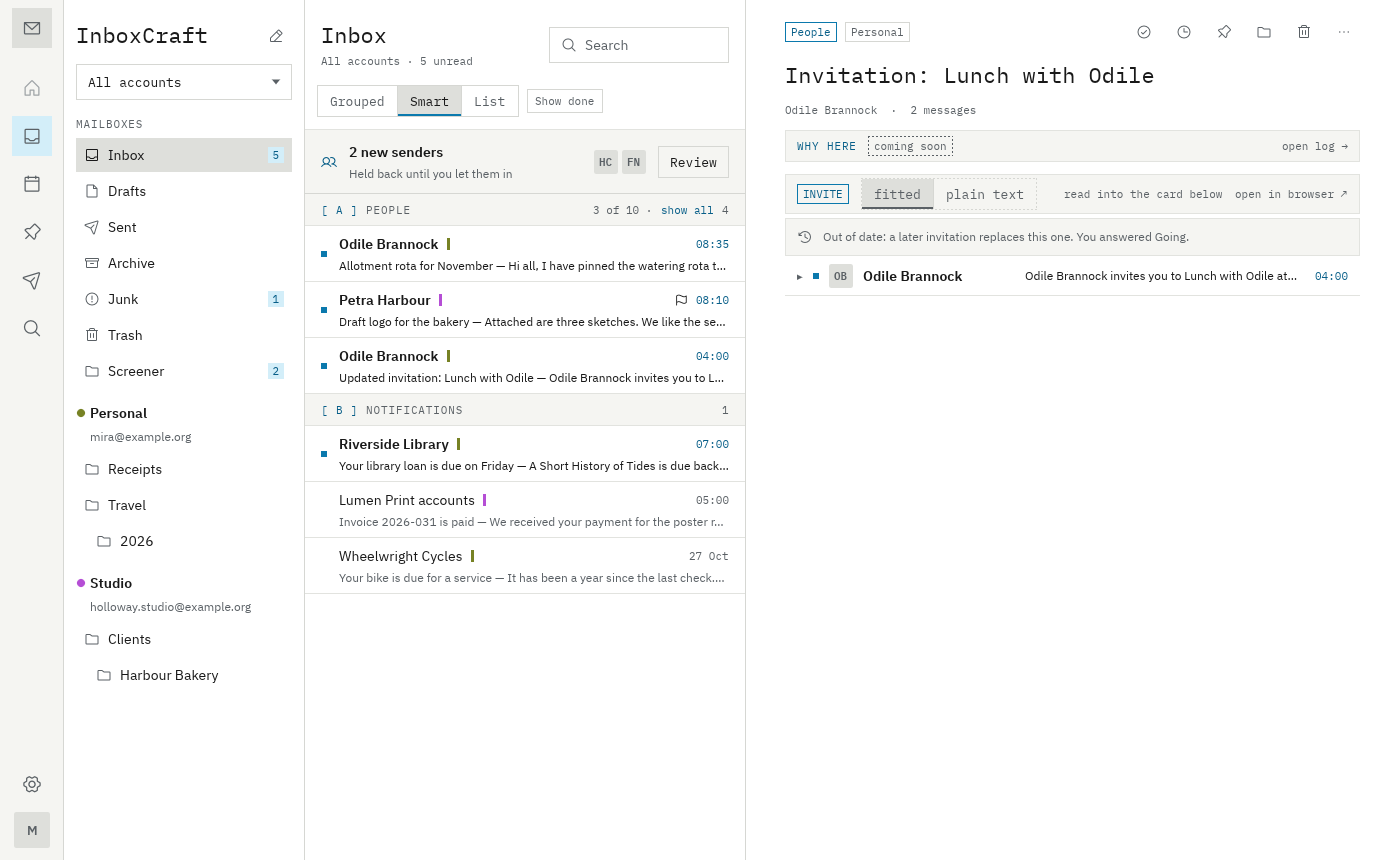 InboxCraft
All accounts
MAILBOXES
Inbox 5
Drafts
Sent
Archive
Junk 1
Trash
Screener 2
Personal
mira@example.org
Receipts
Travel
2026
Studio
holloway.studio@example.org
Clients
Harbour Bakery
M
Inbox
All accounts · 5 unread
Search
Grouped Smart List Show done
2 new senders
Held back until you let them in
HC FN Review
[ A ] PEOPLE 3 of 10 · show all 4
Odile Brannock 08:35
Allotment rota for November — Hi all, I have pinned the watering rota t…
Petra Harbour 08:10
Draft logo for the bakery — Attached are three sketches. We like the se…
Odile Brannock 04:00
Updated invitation: Lunch with Odile — Odile Brannock invites you to L…
[ B ] NOTIFICATIONS 1
Riverside Library 07:00
Your library loan is due on Friday — A Short History of Tides is due back…
Lumen Print accounts 05:00
Invoice 2026-031 is paid — We received your payment for the poster r…
Wheelwright Cycles 27 Oct
Your bike is due for a service — It has been a year since the last check.…
People Personal
Invitation: Lunch with Odile
Odile Brannock · 2 messages
WHY HERE coming soon open log →
INVITE fitted plain text read into the card below open in browser ↗
Out of date: a later invitation replaces this one. You answered Going.
▸ OB Odile Brannock Odile Brannock invites you to Lunch with Odile at… 04:00